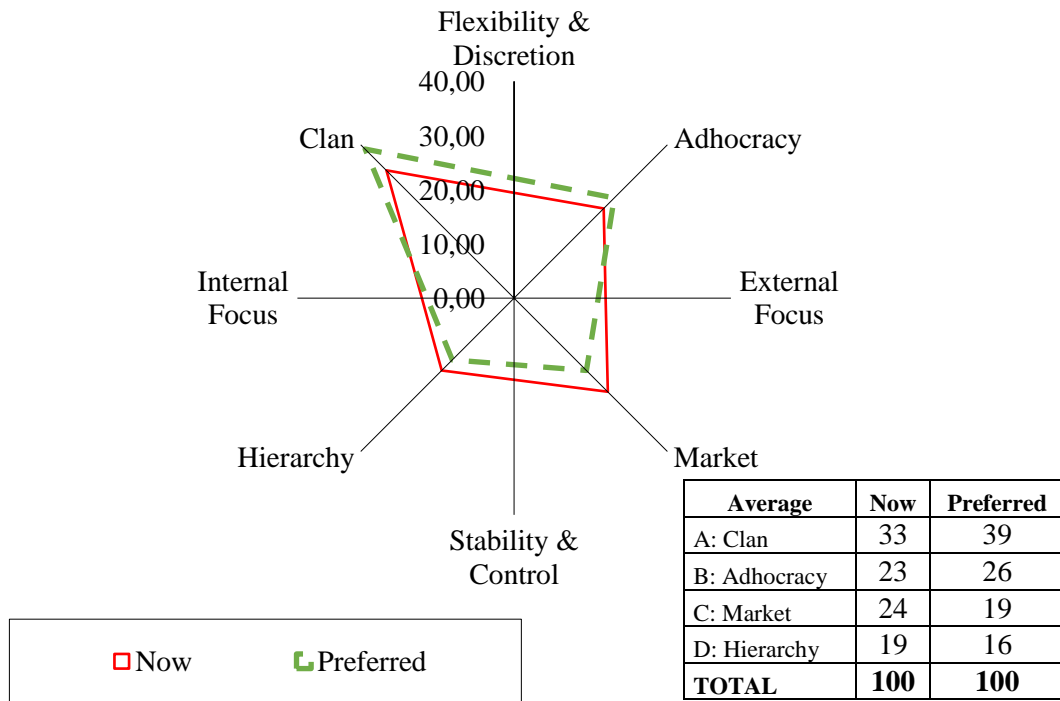 Flexibility &
Discretion
40,00
30,00
20,00
10,00
0,00
Clan
Adhocracy
Internal
Focus
External
Focus
Hierarchy
Market
Stability &
Control
Now
Preferred
Average Now Preferred
A: Clan 33 39
B: Adhocracy 23 26
C: Market 24 19
D: Hierarchy 19 16
TOTAL 100 100